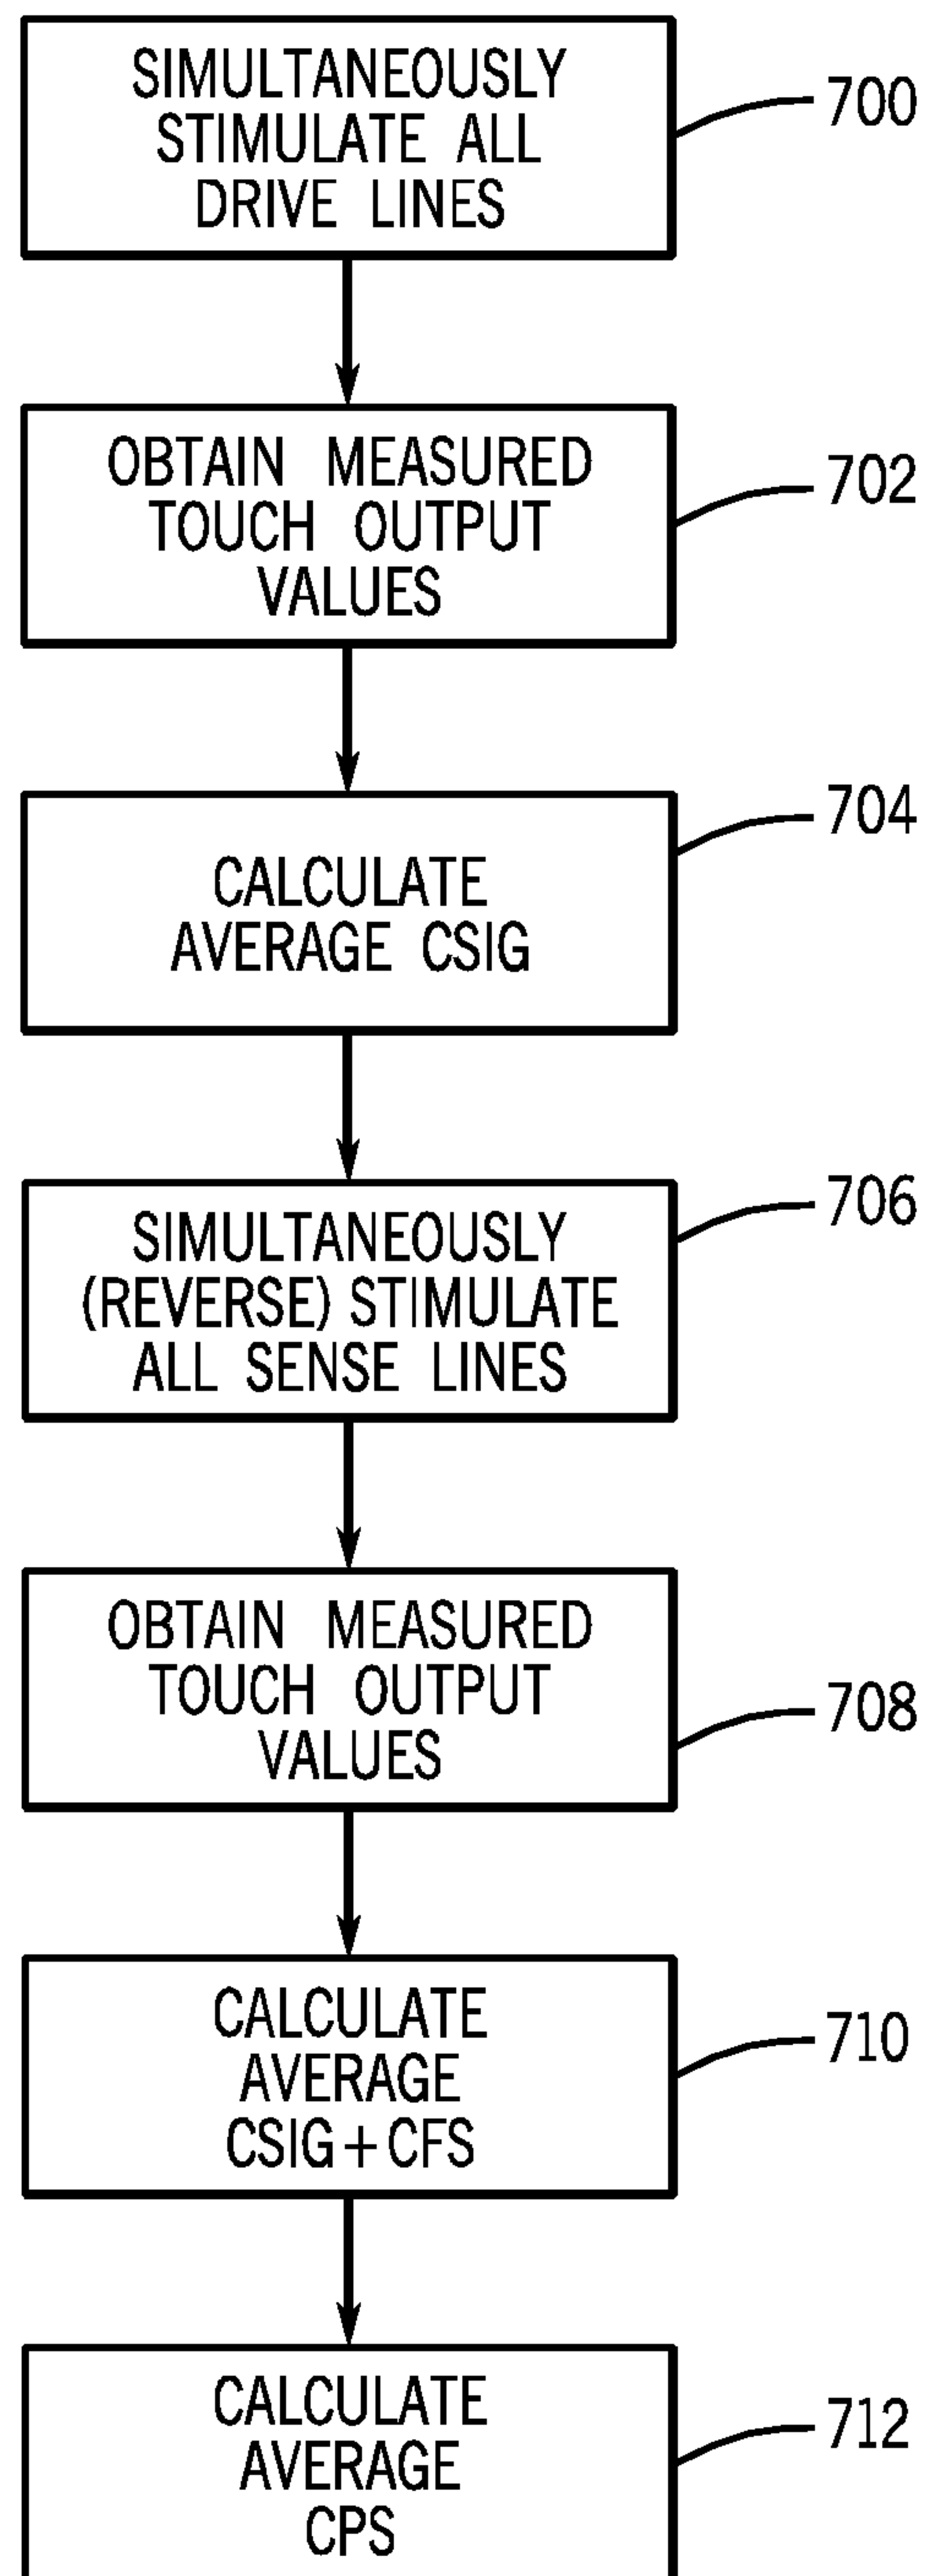 SIMULTANEOUSLY
STIMULATE ALL
DRIVE LINES
700
OBTAIN MEASURED
TOUCH OUTPUT
VALUES
702
CALCULATE
AVERAGE CSIG
704
SIMULTANEOUSLY
(REVERSE) STIMULATE
ALL SENSE LINES
706
OBTAIN MEASURED
TOUCH OUTPUT
VALUES
708
CALCULATE
AVERAGE
CSIG + CFS
710
CALCULATE
AVERAGE
CPS
712